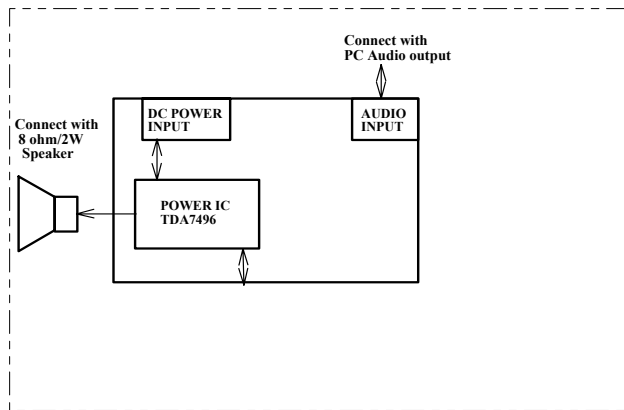 Connect with
PC Audio output
DC POWER
INPUT
AUDIO
INPUT
Connect with
8 ohm/2W
Speaker
POWER IC
TDA7496